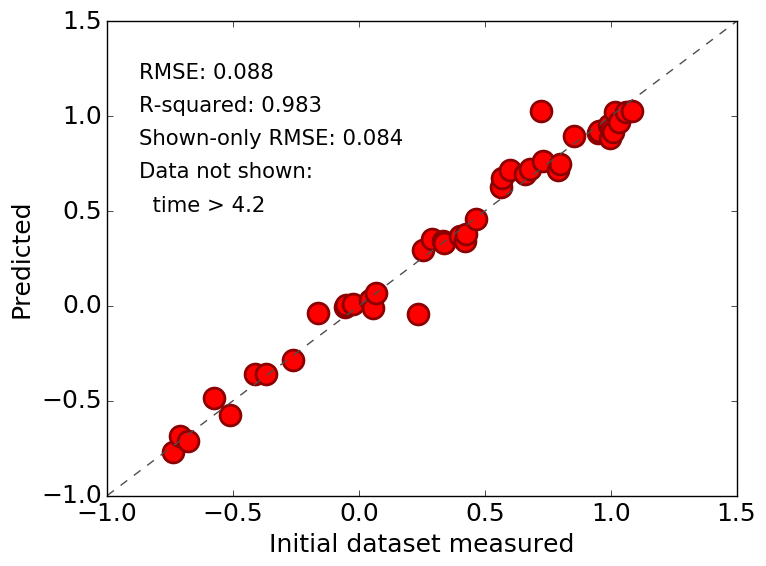 1.5
1.0
0.5
0.0
−0.5
−1.0
RMSE: 0.088
R-squared: 0.983
Shown-only RMSE: 0.084
Data not shown:
time > 4.2
Predicted
−1.0 −0.5 0.0 0.5 1.0 1.5
Initial dataset measured